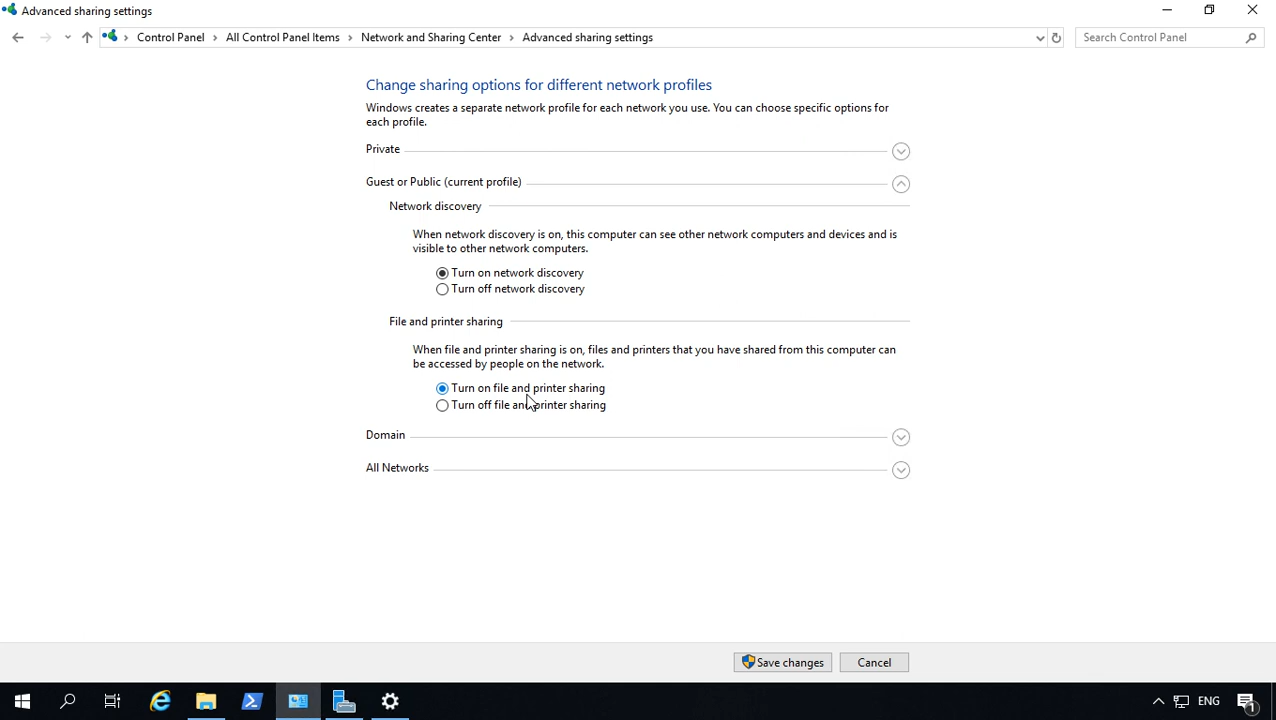 Advanced sharing settings
Control Panel > All Control Panel Items > Network and Sharing Center > Advanced sharing settings
Search Control Panel
Change sharing options for different network profiles
Windows creates a separate network profile for each network you use. You can choose specific options for
each profile.
Private
Guest or Public (current profile)
Network discovery
When network discovery is on, this computer can see other network computers and devices and is
visible to other network computers.
Turn on network discovery
Turn off network discovery
File and printer sharing
When file and printer sharing is on, files and printers that you have shared from this computer can
be accessed by people on the network.
Turn on file and printer sharing
Turn off file and printer sharing
Domain
All Networks
Save changes
Cancel
ENG
1